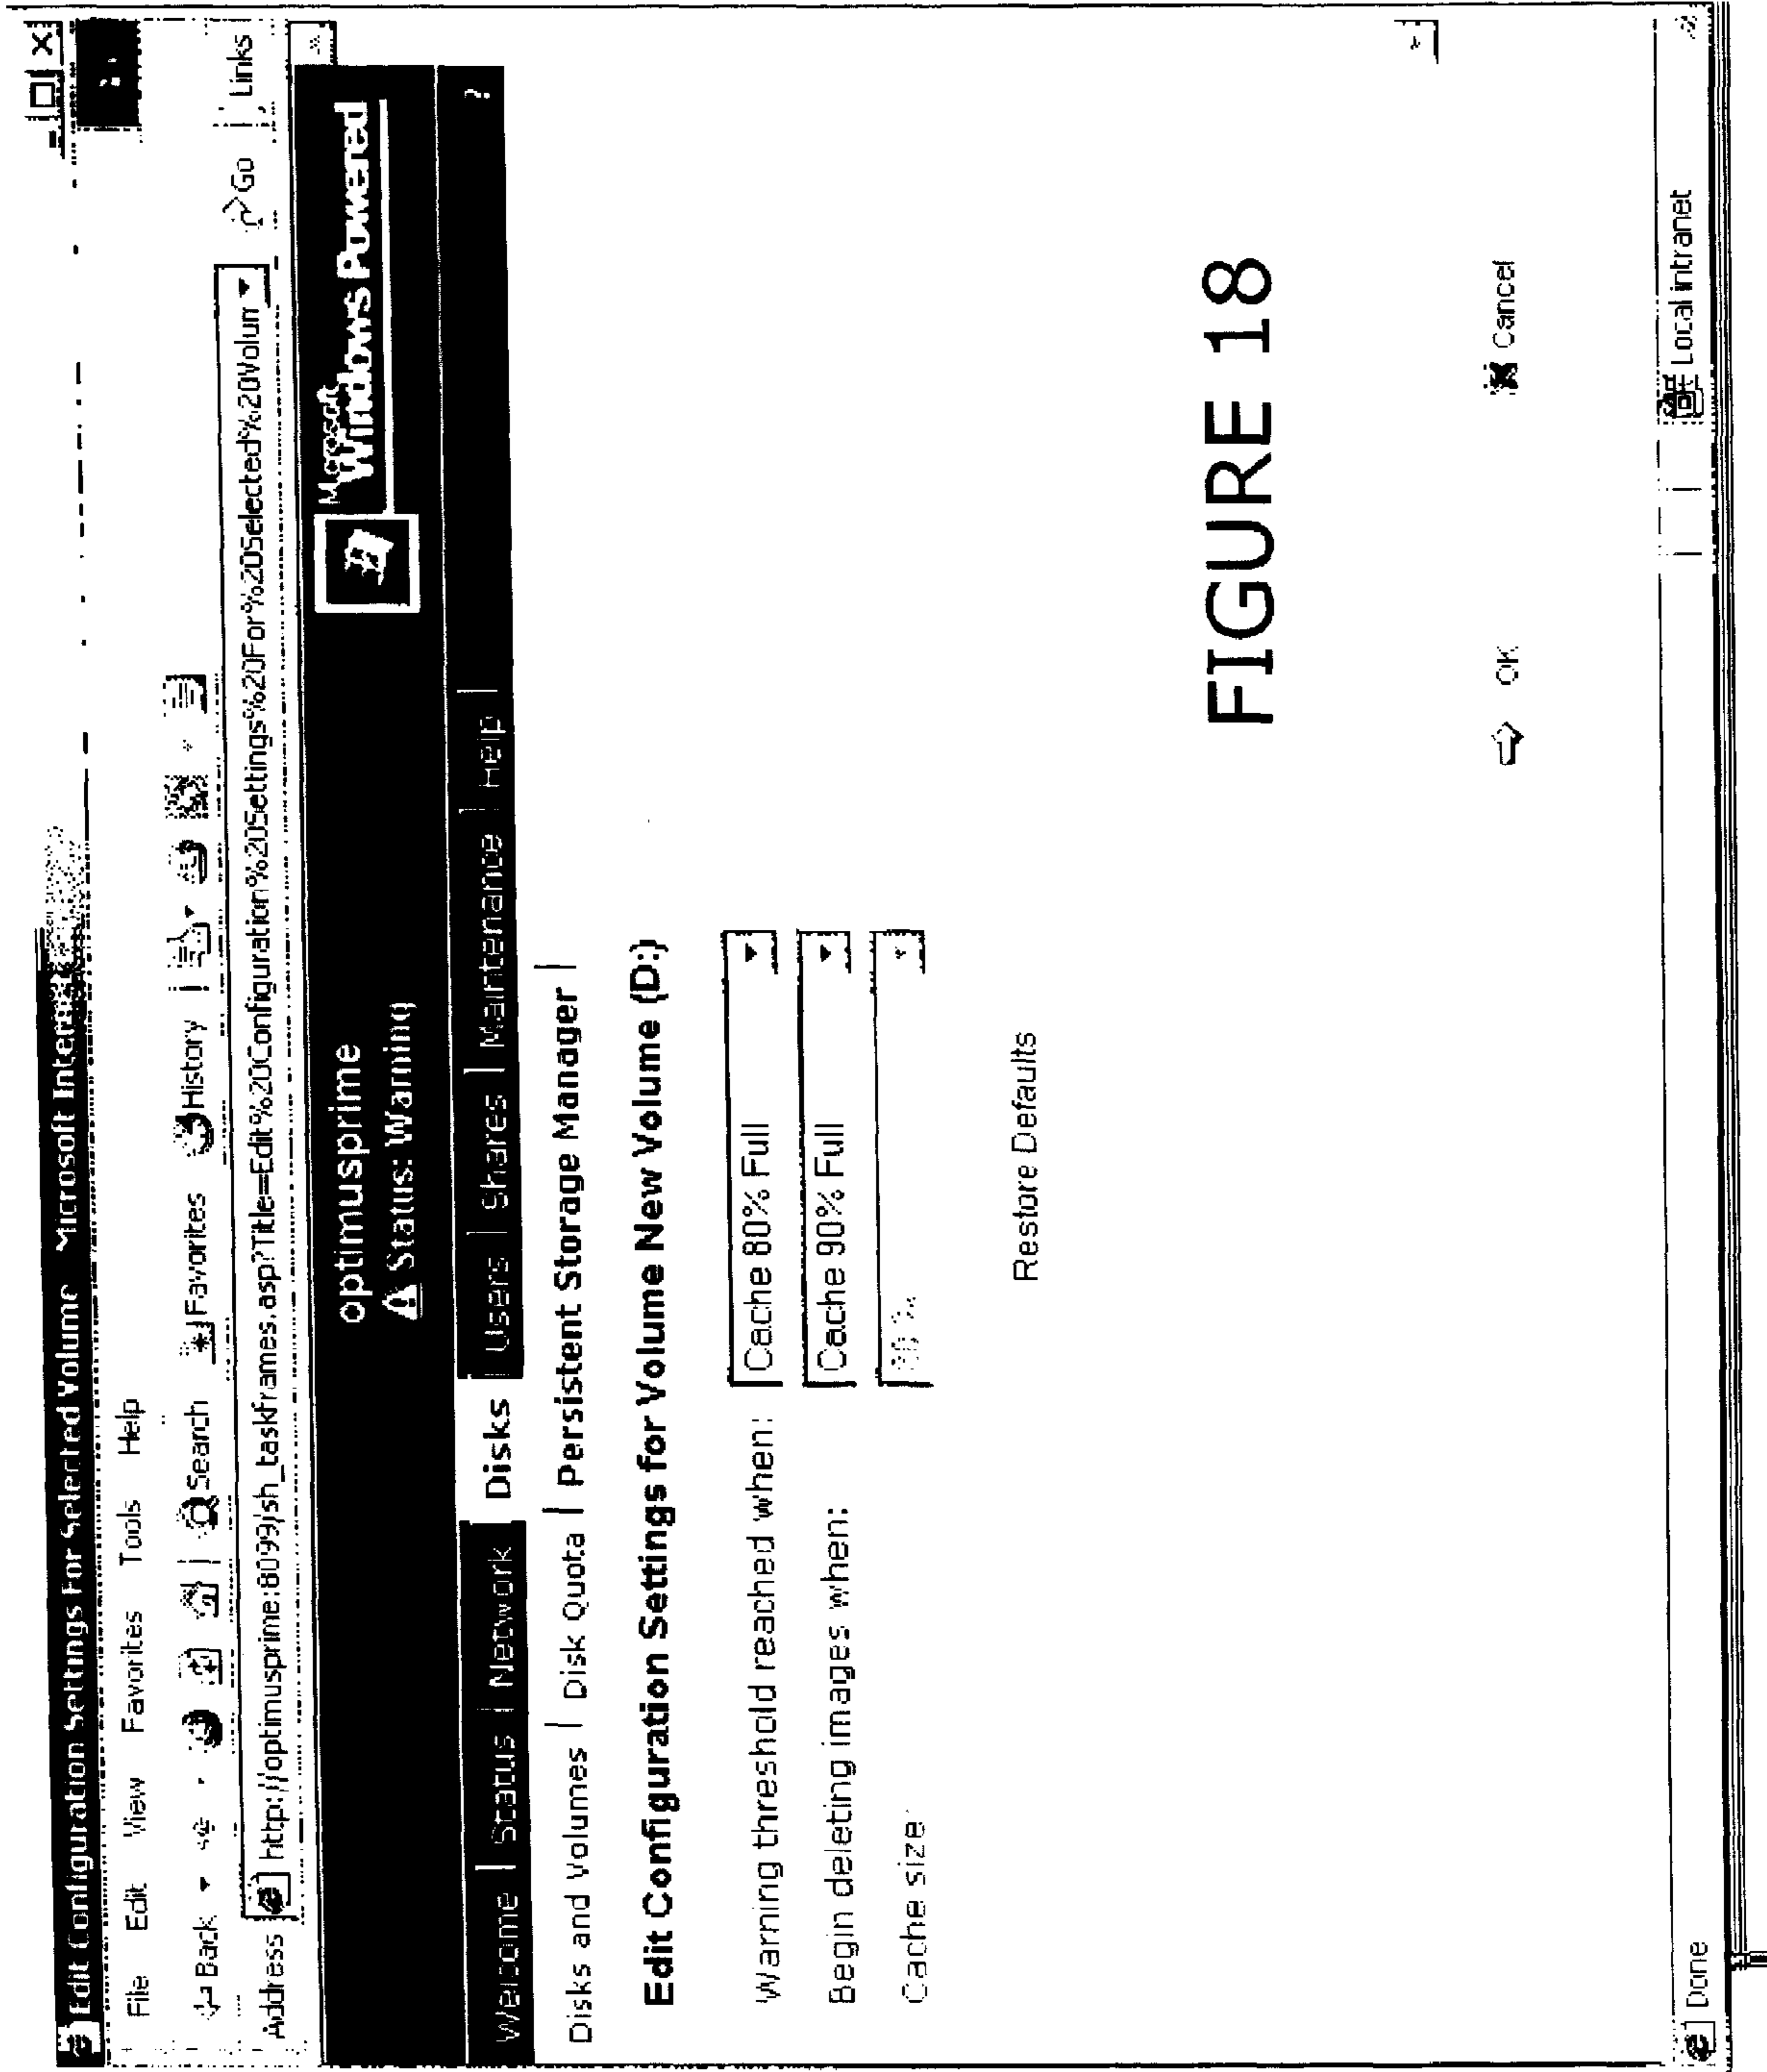 Edit Configuration Settings For Selected Volume Microsoft
File Edit View Favorites Tools Help
Back Search Favorites History
Address http://optimusprime:8099/sh_taskframes.asp?Title=Edit%20Configuration%20Settings%20For%20Selected%20Volum Go Links
optimusprime
Status: Warning
Microsoft
Windows Powered
Welcome | Status | Network | Disks | Users | Shares | Maintenance | Help | ?
Disks and Volumes | Disk Quota | Persistent Storage Manager |
Edit Configuration Settings for Volume New Volume (D:)
Warning threshold reached when: Cache 80% Full
Begin deleting images when: Cache 90% Full
Cache size:
Restore Defaults
FIGURE 18
OK Cancel
Done Local intranet